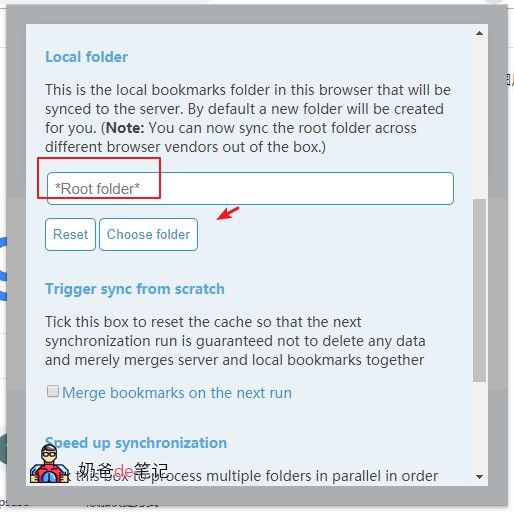 Local folder
This is the local bookmarks folder in this browser that will be
synced to the server. By default a new folder will be created
for you. (Note: You can now sync the root folder across
different browser vendors out of the box.)
*Root folder*
Reset Choose folder
Trigger sync from scratch
Tick this box to reset the cache so that the next
synchronization run is guaranteed not to delete any data
and merely merges server and local bookmarks together
Merge bookmarks on the next run
Speed up synchronization
this box to process multiple folders in parallel in order
奶爸de笔记